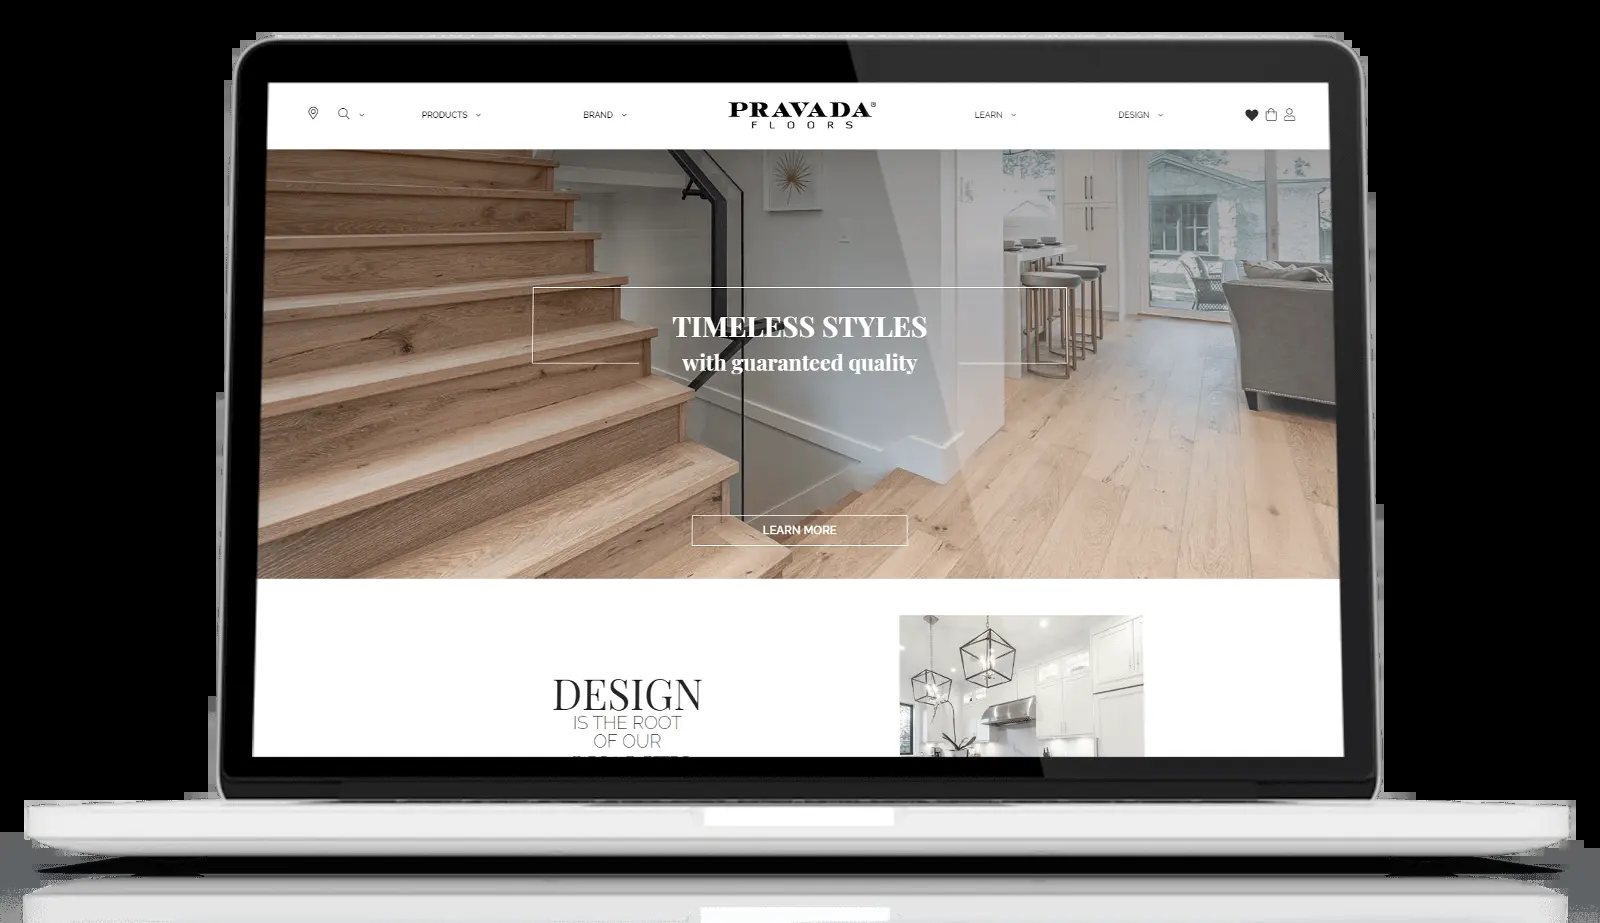 PRODUCTS
BRAND
PRAVADA®
FLOORS
LEARN
DESIGN
TIMELESS STYLES
with guaranteed quality
LEARN MORE
DESIGN
IS THE ROOT
OF OUR